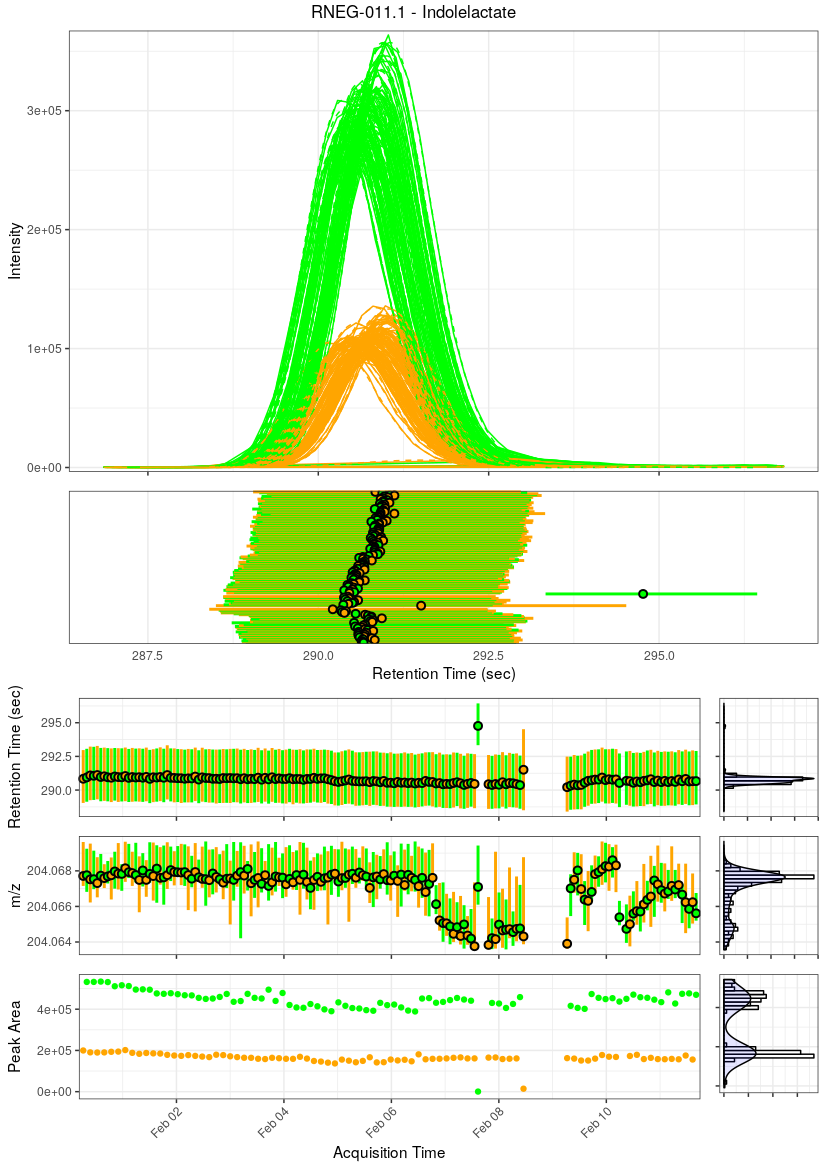 RNEG-011.1 - Indolelactate
3e+05
2e+05
1e+05
0e+00
Intensity
287.5 290.0 292.5 295.0
Retention Time (sec)
295.0
292.5
290.0
Retention Time (sec)
204.068
204.066
204.064
m/z
4e+05
2e+05
0e+00
Peak Area
Feb 02 Feb 04 Feb 06 Feb 08 Feb 10
Acquisition Time